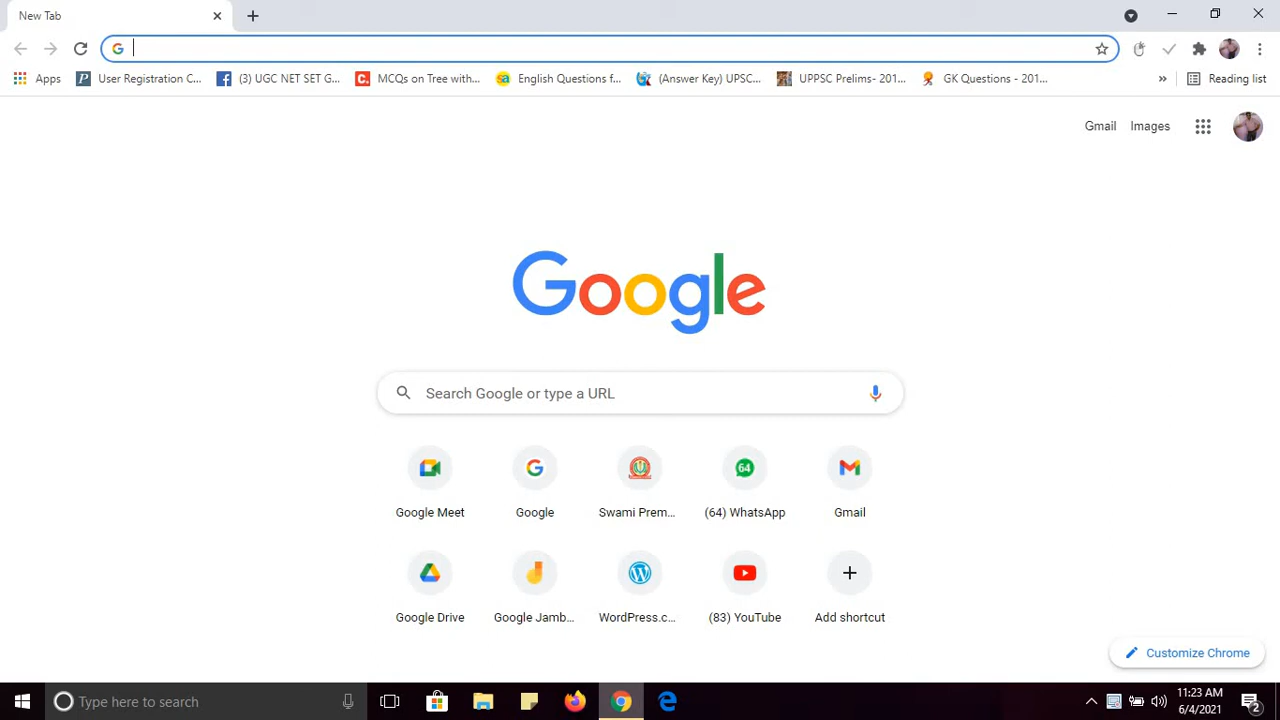 New Tab
Apps
User Registration C...
(3) UGC NET SET G...
MCQs on Tree with...
English Questions f...
(Answer Key) UPSC...
UPPSC Prelims- 201...
GK Questions - 201...
»
Reading list
Gmail
Images
Google
Search Google or type a URL
Google Meet
Google
Swami Prem...
64
(64) WhatsApp
Gmail
Google Drive
Google Jamb...
WordPress.c...
(83) YouTube
Add shortcut
Customize Chrome
Type here to search
11:23 AM
6/4/2021
2